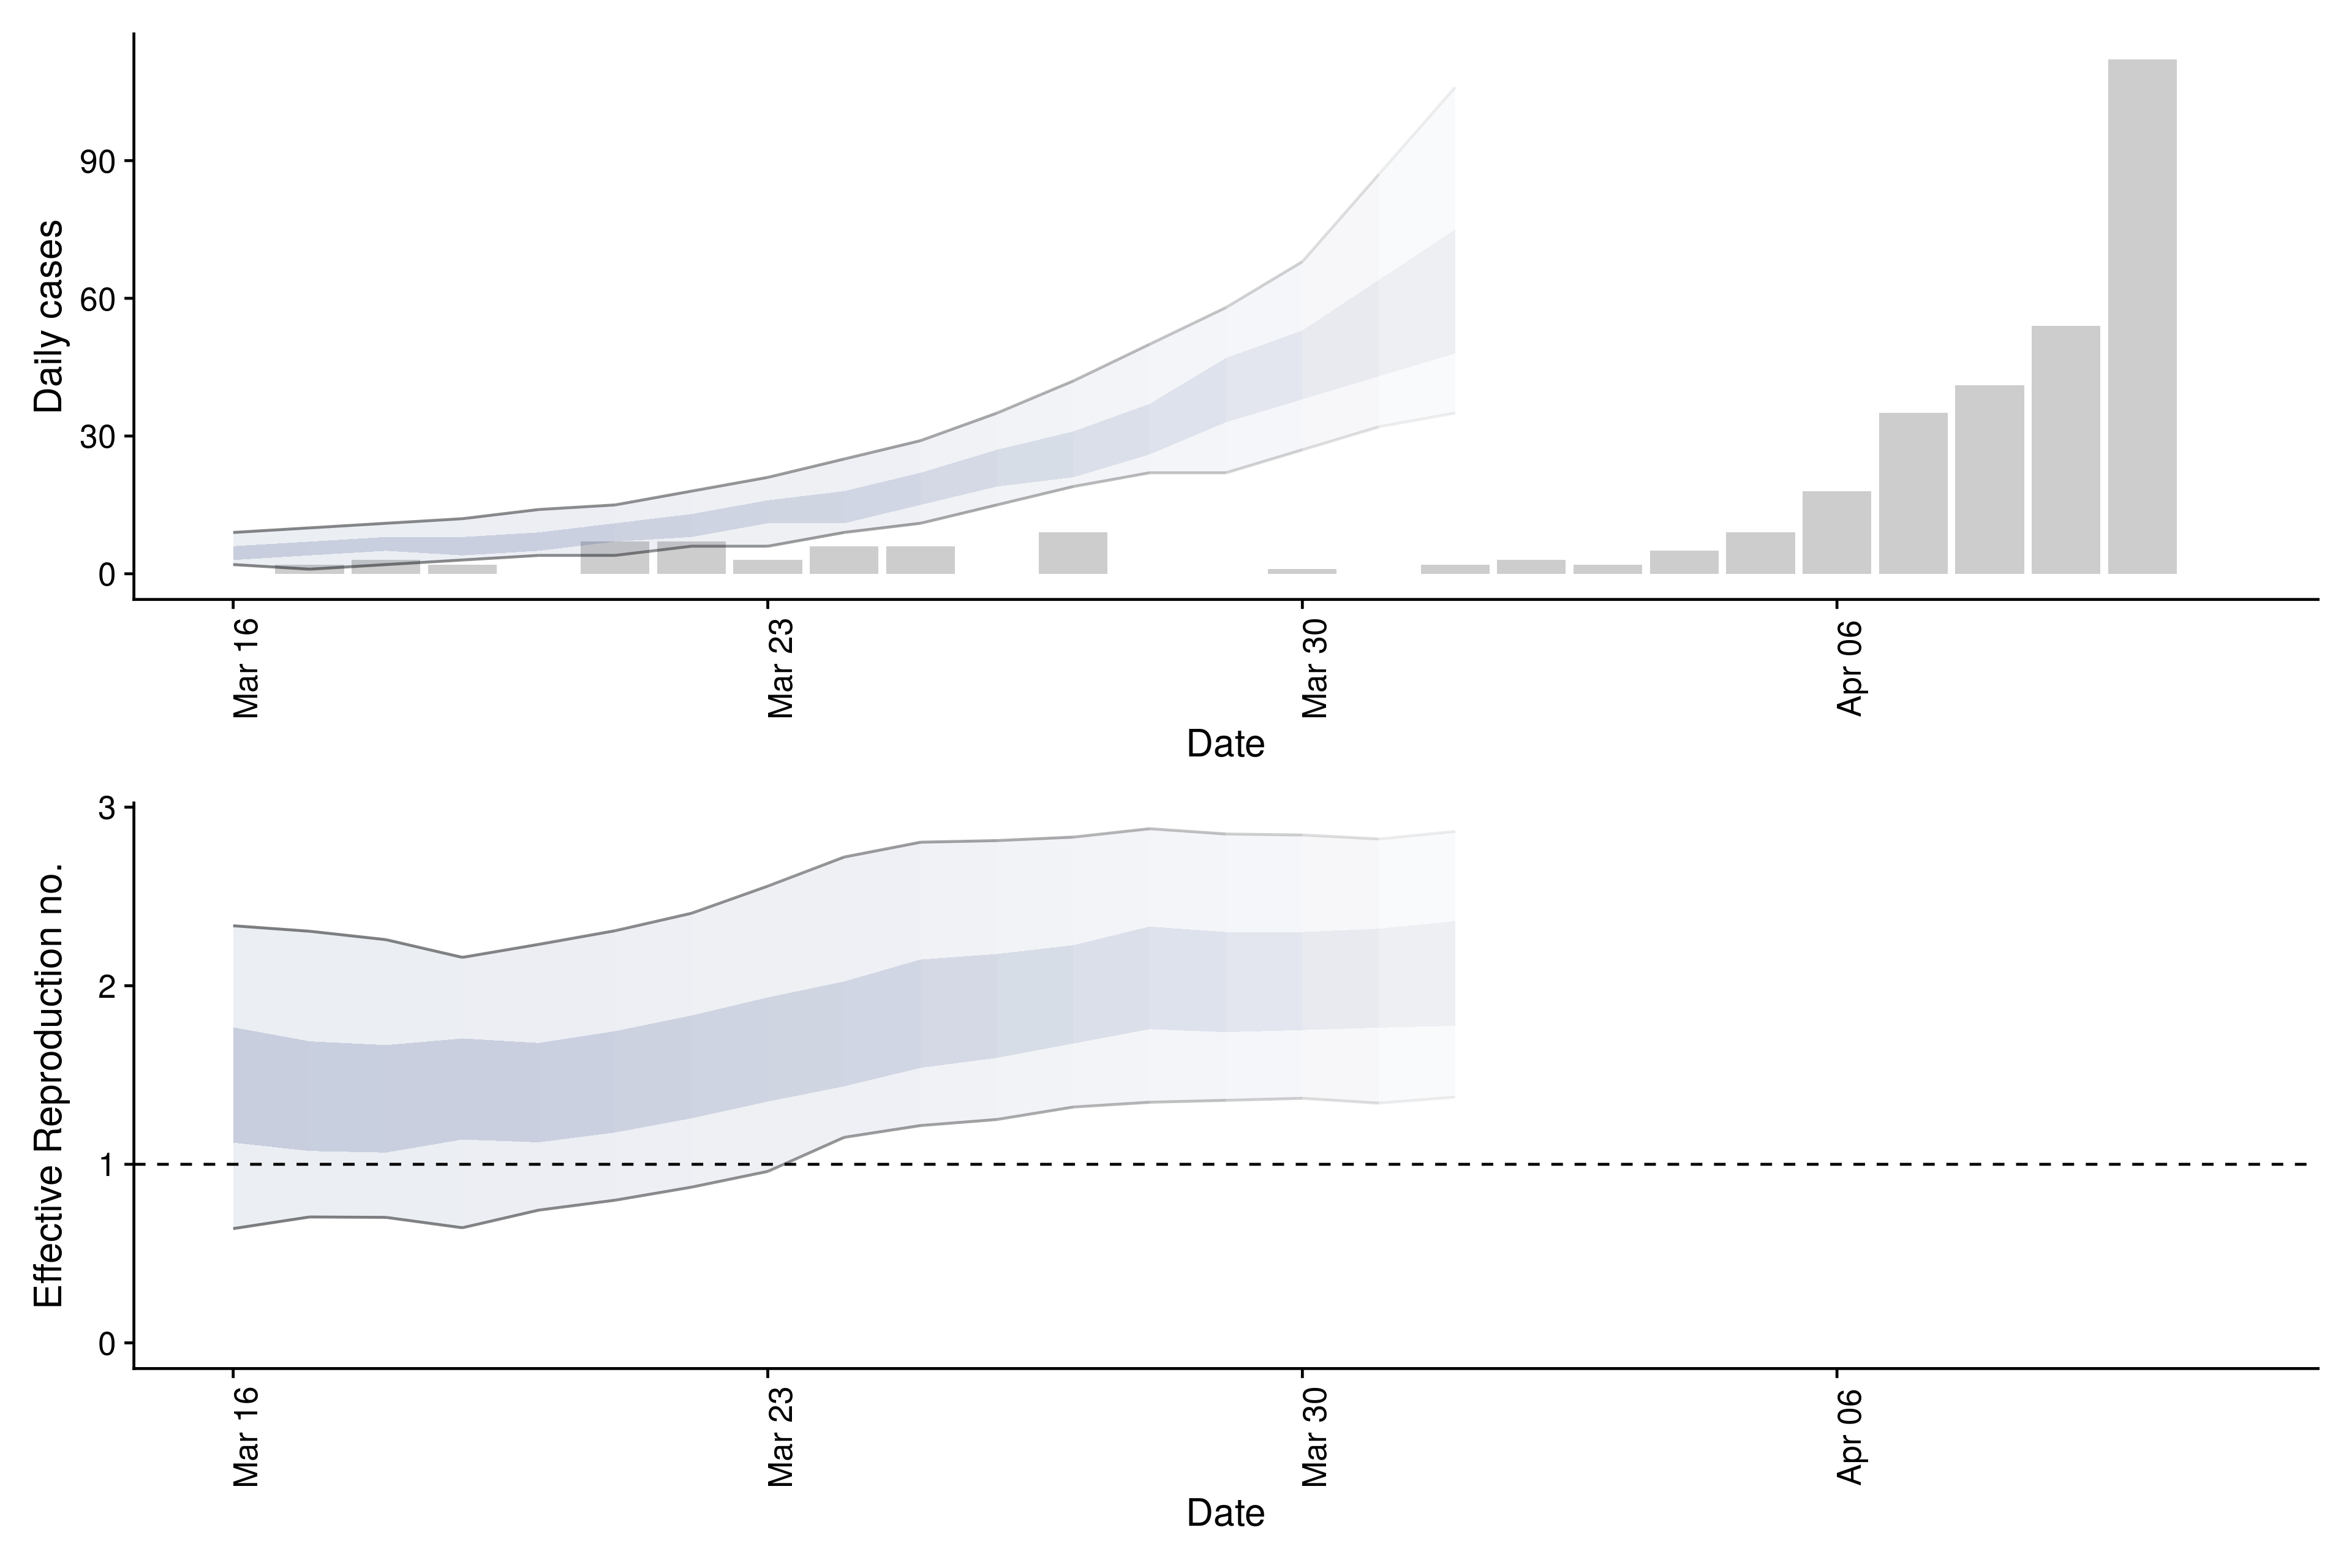 Daily cases
90
60
30
0
Mar 16
Mar 23
Mar 30
Apr 06
Date
Effective Reproduction no.
3
2
1
0
Mar 16
Mar 23
Mar 30
Apr 06
Date